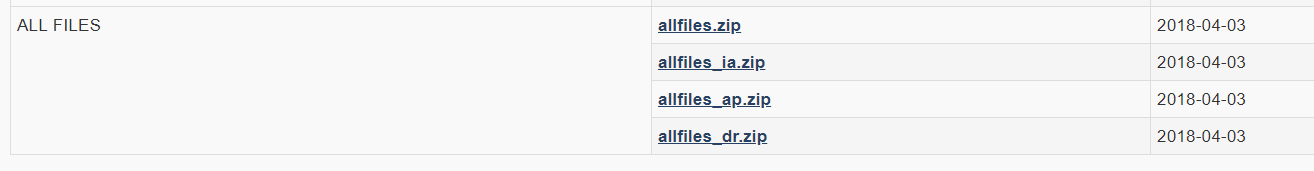 ALL FILES allfiles.zip 2018-04-03
allfiles_ia.zip 2018-04-03
allfiles_ap.zip 2018-04-03
allfiles_dr.zip 2018-04-03